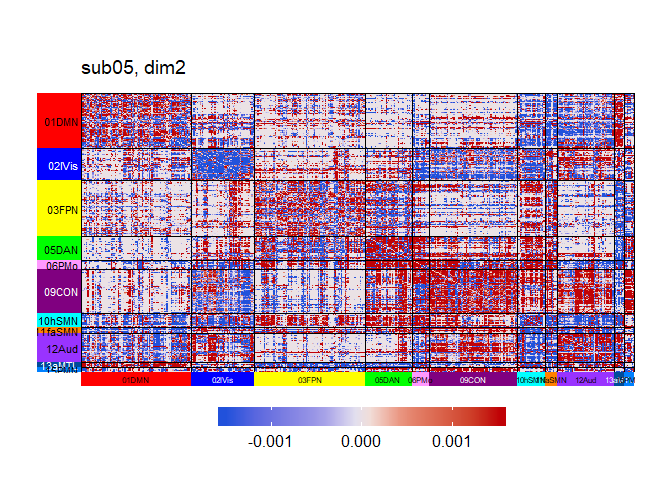 sub05, dim2
01DMN
02lVis
03FPN
05DAN
06PMo
09CON
10hSMN
12Aud
01DMN
02lVis
03FPN
05DAN
09CON
12Aud
-0.001
0.000
0.001